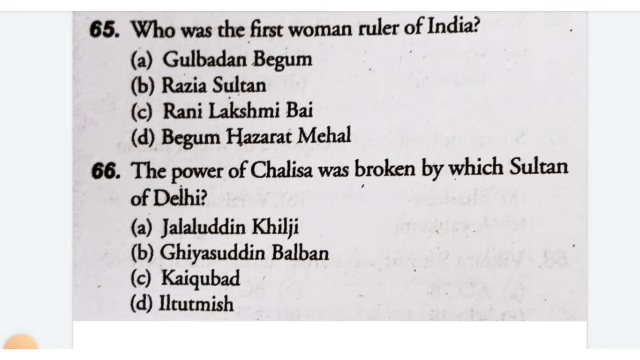 65. Who was the first woman ruler of India?
(a) Gulbadan Begum
(b) Razia Sultan
(c) Rani Lakshmi Bai
(d) Begum Hazarat Mehal
66. The power of Chalisa was broken by which Sultan
of Delhi?
(a) Jalaluddin Khilji
(b) Ghiyasuddin Balban
(c) Kaiqubad
(d) Iltutmish